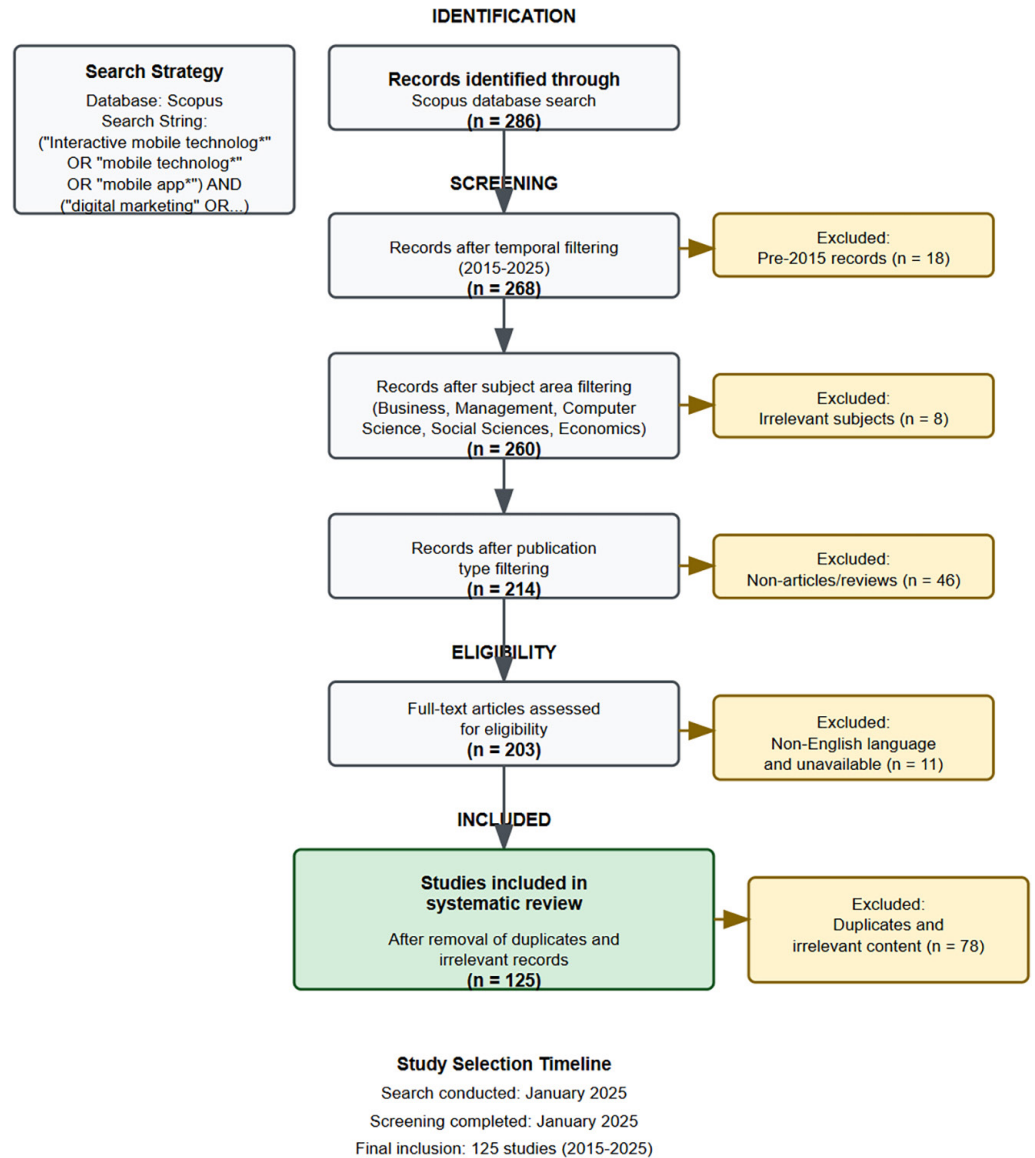 IDENTIFICATION
Search Strategy
Database: Scopus
Search String:
("Interactive mobile technolog*"
OR "mobile technolog*"
OR "mobile app*") AND
("digital marketing" OR...)
Records identified through
Scopus database search
(n = 286)
SCREENING
Records after temporal filtering
(2015-2025)
(n = 268)
Excluded:
Pre-2015 records (n = 18)
Records after subject area filtering
(Business, Management, Computer
Science, Social Sciences, Economics)
(n = 260)
Excluded:
Irrelevant subjects (n = 8)
Records after publication
type filtering
(n = 214)
Excluded:
Non-articles/reviews (n = 46)
ELIGIBILITY
Full-text articles assessed
for eligibility
(n = 203)
Excluded:
Non-English language
and unavailable (n = 11)
INCLUDED
Studies included in
systematic review
After removal of duplicates and
irrelevant records
(n = 125)
Excluded:
Duplicates and
irrelevant content (n = 78)
Study Selection Timeline
Search conducted: January 2025
Screening completed: January 2025
Final inclusion: 125 studies (2015-2025)